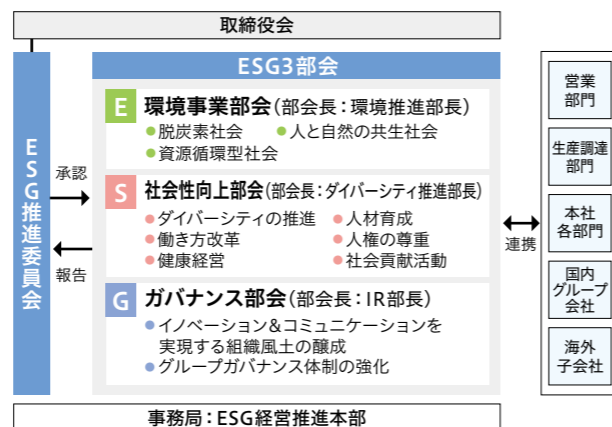 取締役会
ESG推進委員会
承認
報告
ESG3部会
E 環境事業部会(部会長:環境推進部長)
●脱炭素社会 ●人と自然の共生社会
●資源循環型社会
S 社会性向上部会(部会長:ダイバーシティ推進部長)
●ダイバーシティの推進 ●人材育成
●働き方改革 ●人権の尊重
●健康経営 ●社会貢献活動
G ガバナンス部会(部会長:IR部長)
●イノベーション&コミュニケーションを
実現する組織風土の醸成
●グループガバナンス体制の強化
連携
営業
部門
生産調達
部門
本社
各部門
国内
グループ
会社
海外
子会社
事務局:ESG経営推進本部